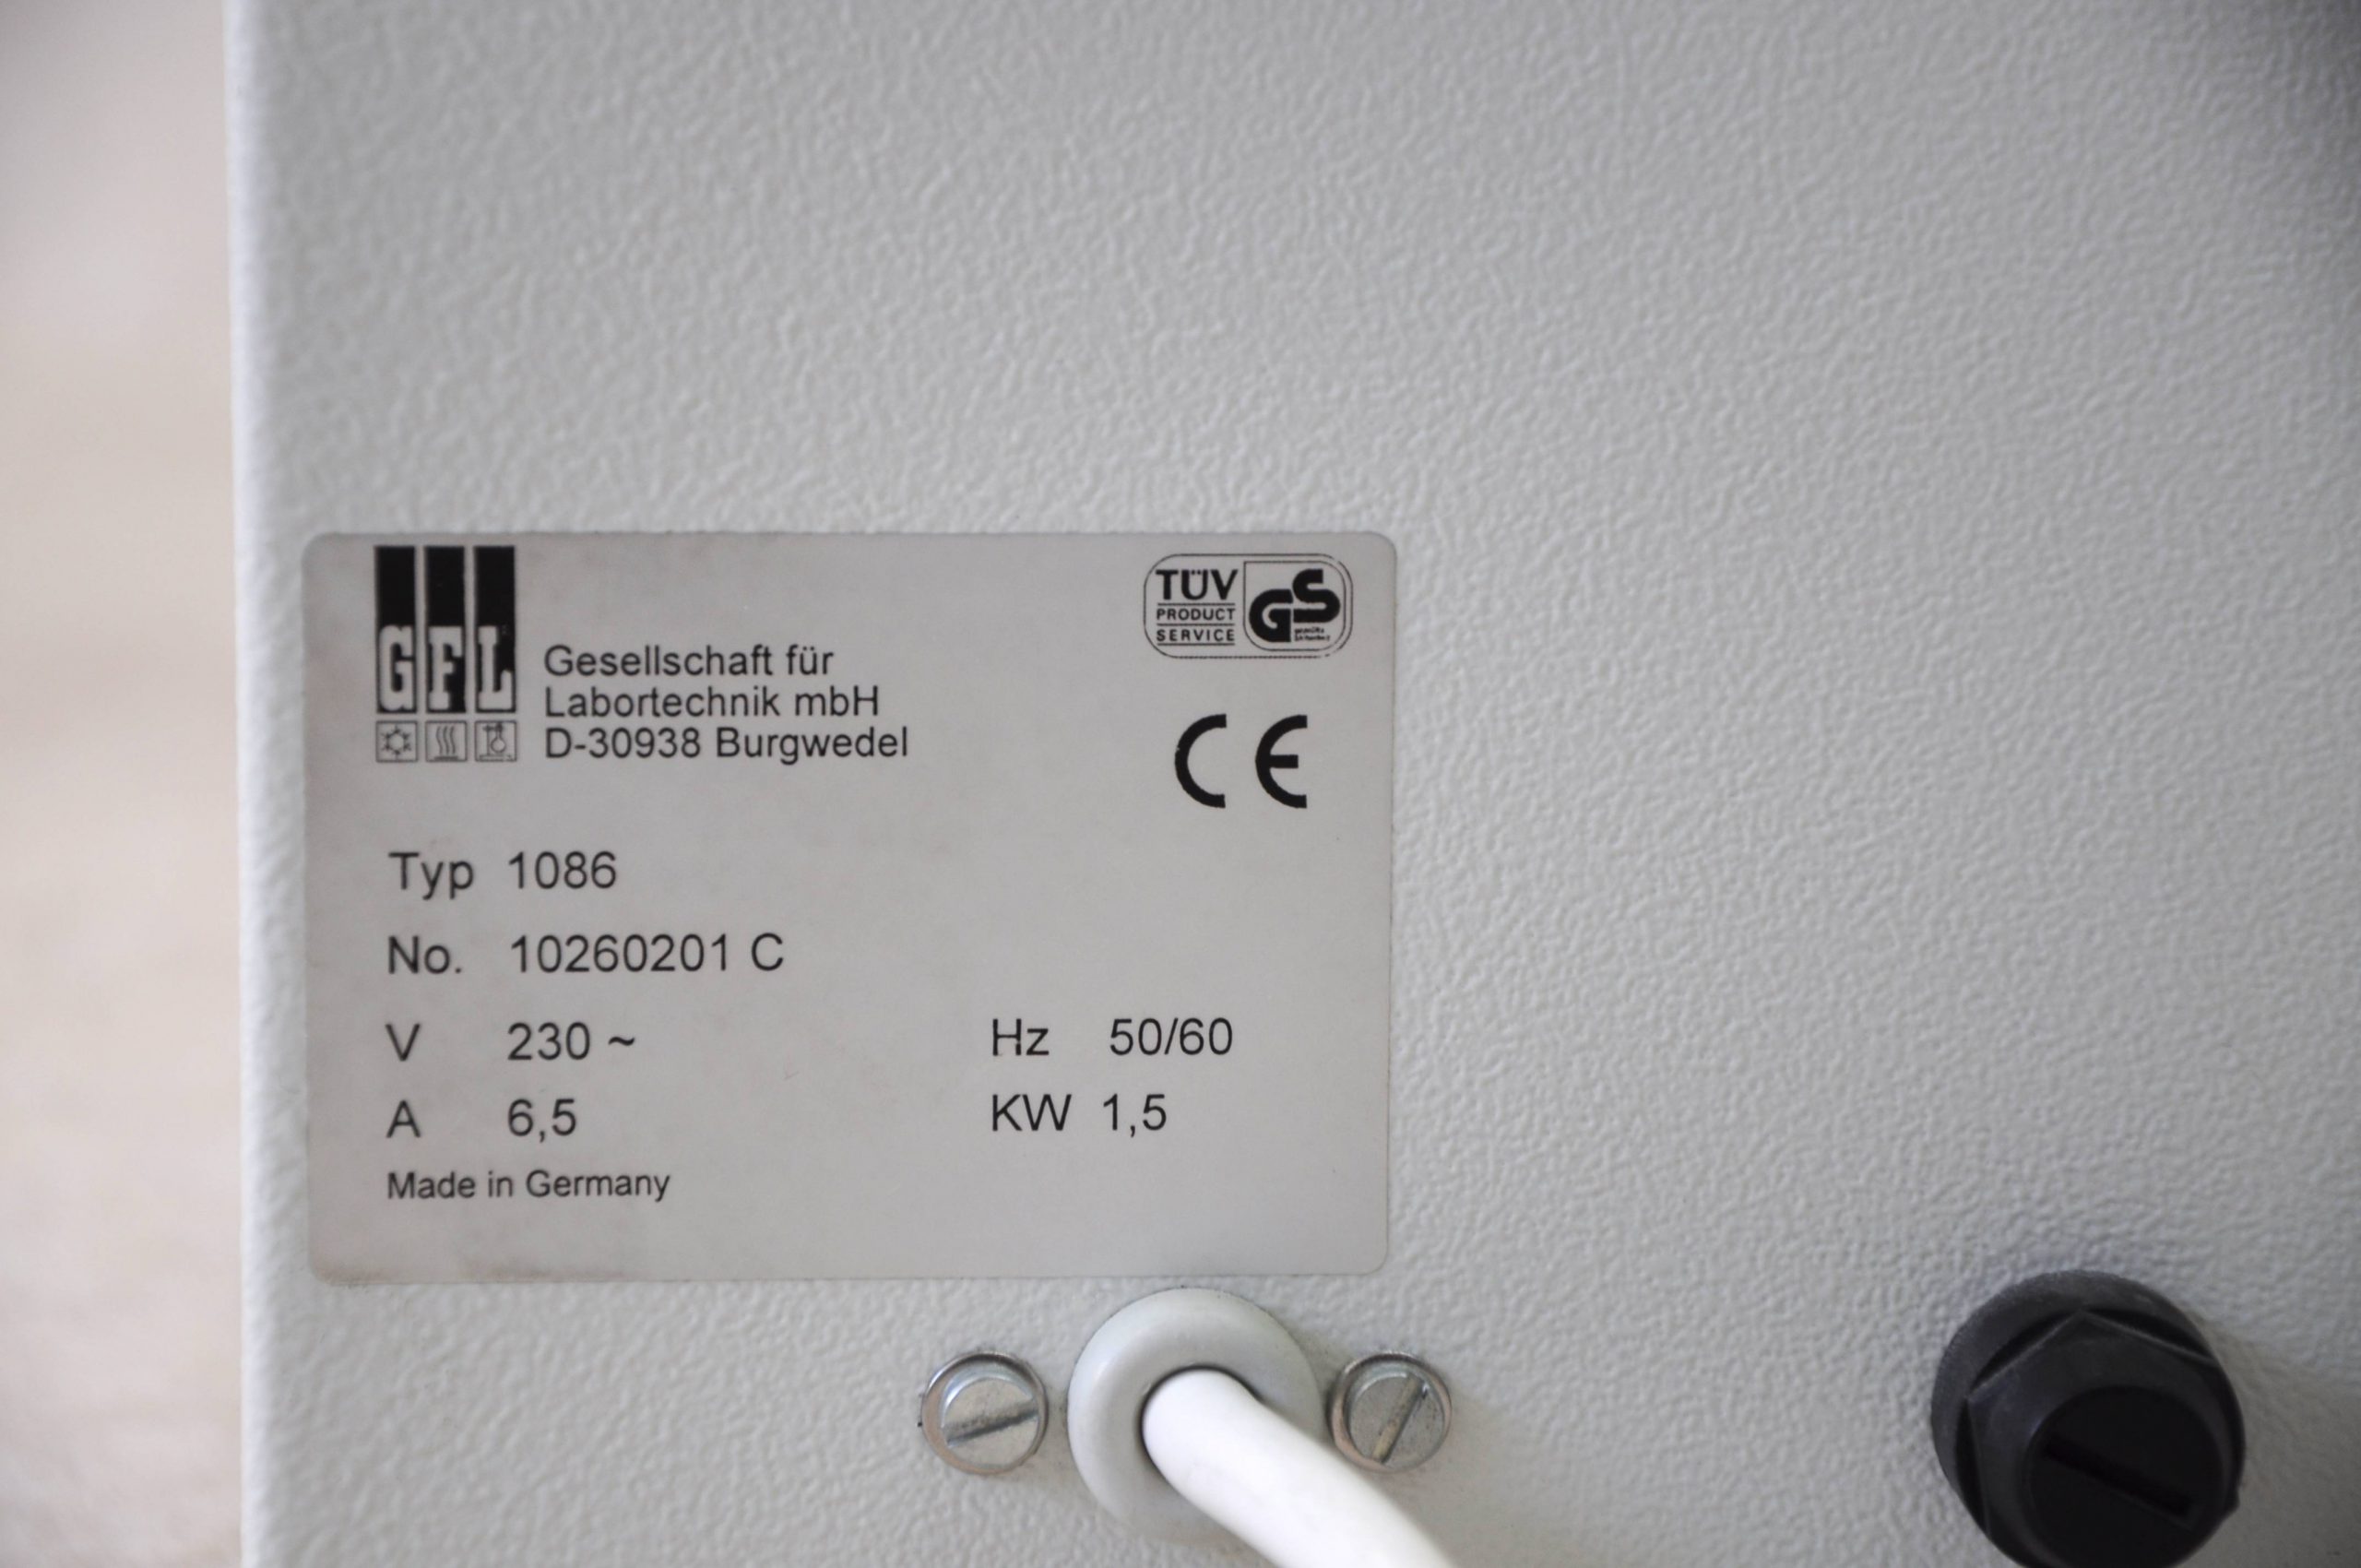 GFL
Gesellschaft für
Labortechnik mbH
D-30938 Burgwedel
TÜV
PRODUCT
SERVICE
GS
CE
Typ 1086
No. 10260201 C
V 230 ~
Hz 50/60
A 6,5
KW 1,5
Made in Germany